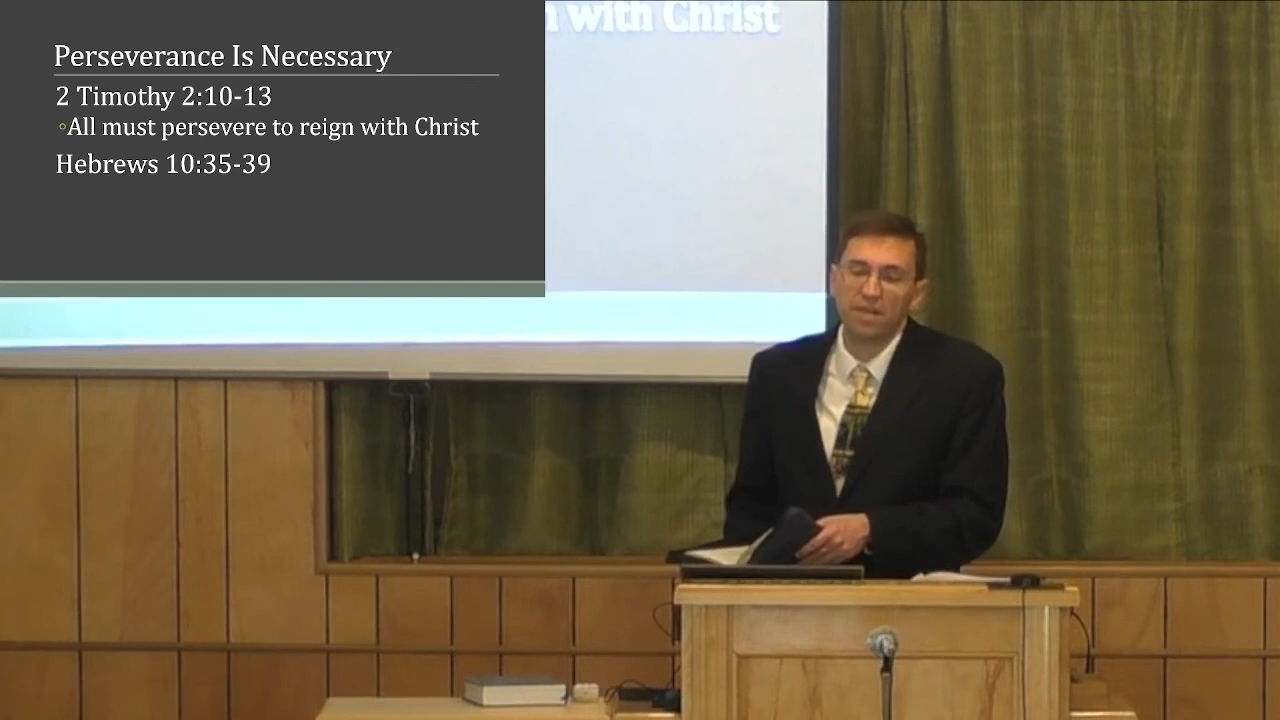 Perseverance Is Necessary
2 Timothy 2:10-13
◦All must persevere to reign with Christ
Hebrews 10:35-39
with Christ